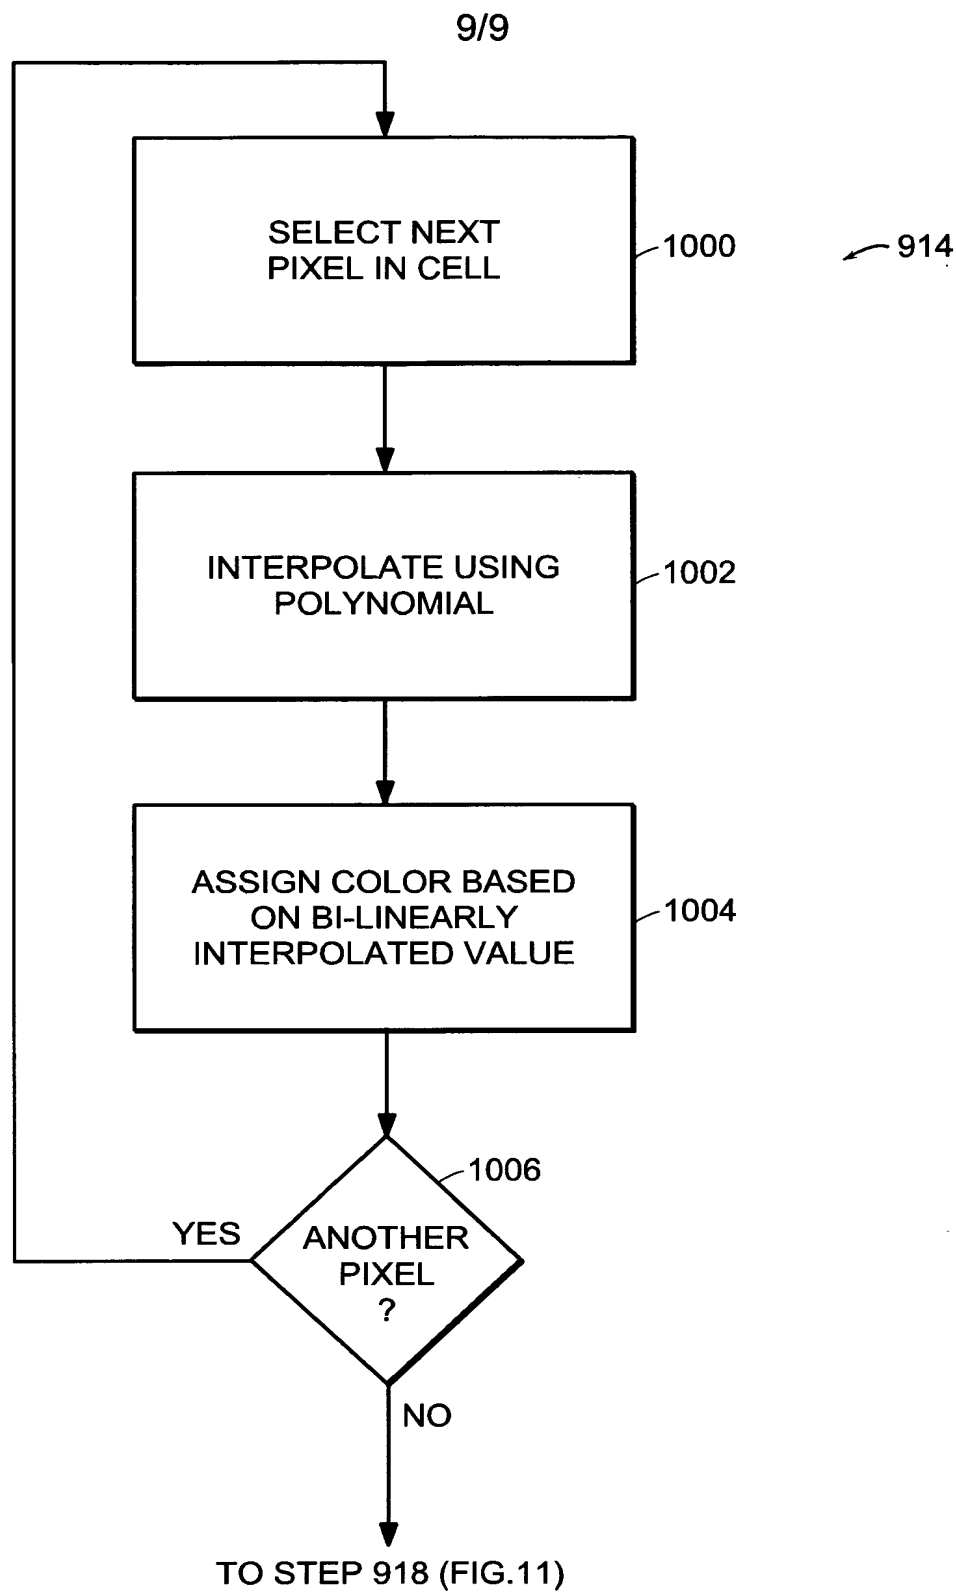 9/9
SELECT NEXT
PIXEL IN CELL
1000
914
INTERPOLATE USING
POLYNOMIAL
1002
ASSIGN COLOR BASED
ON BI-LINEARLY
INTERPOLATED VALUE
1004
1006
YES
ANOTHER
PIXEL
?
NO
TO STEP 918 (FIG.11)